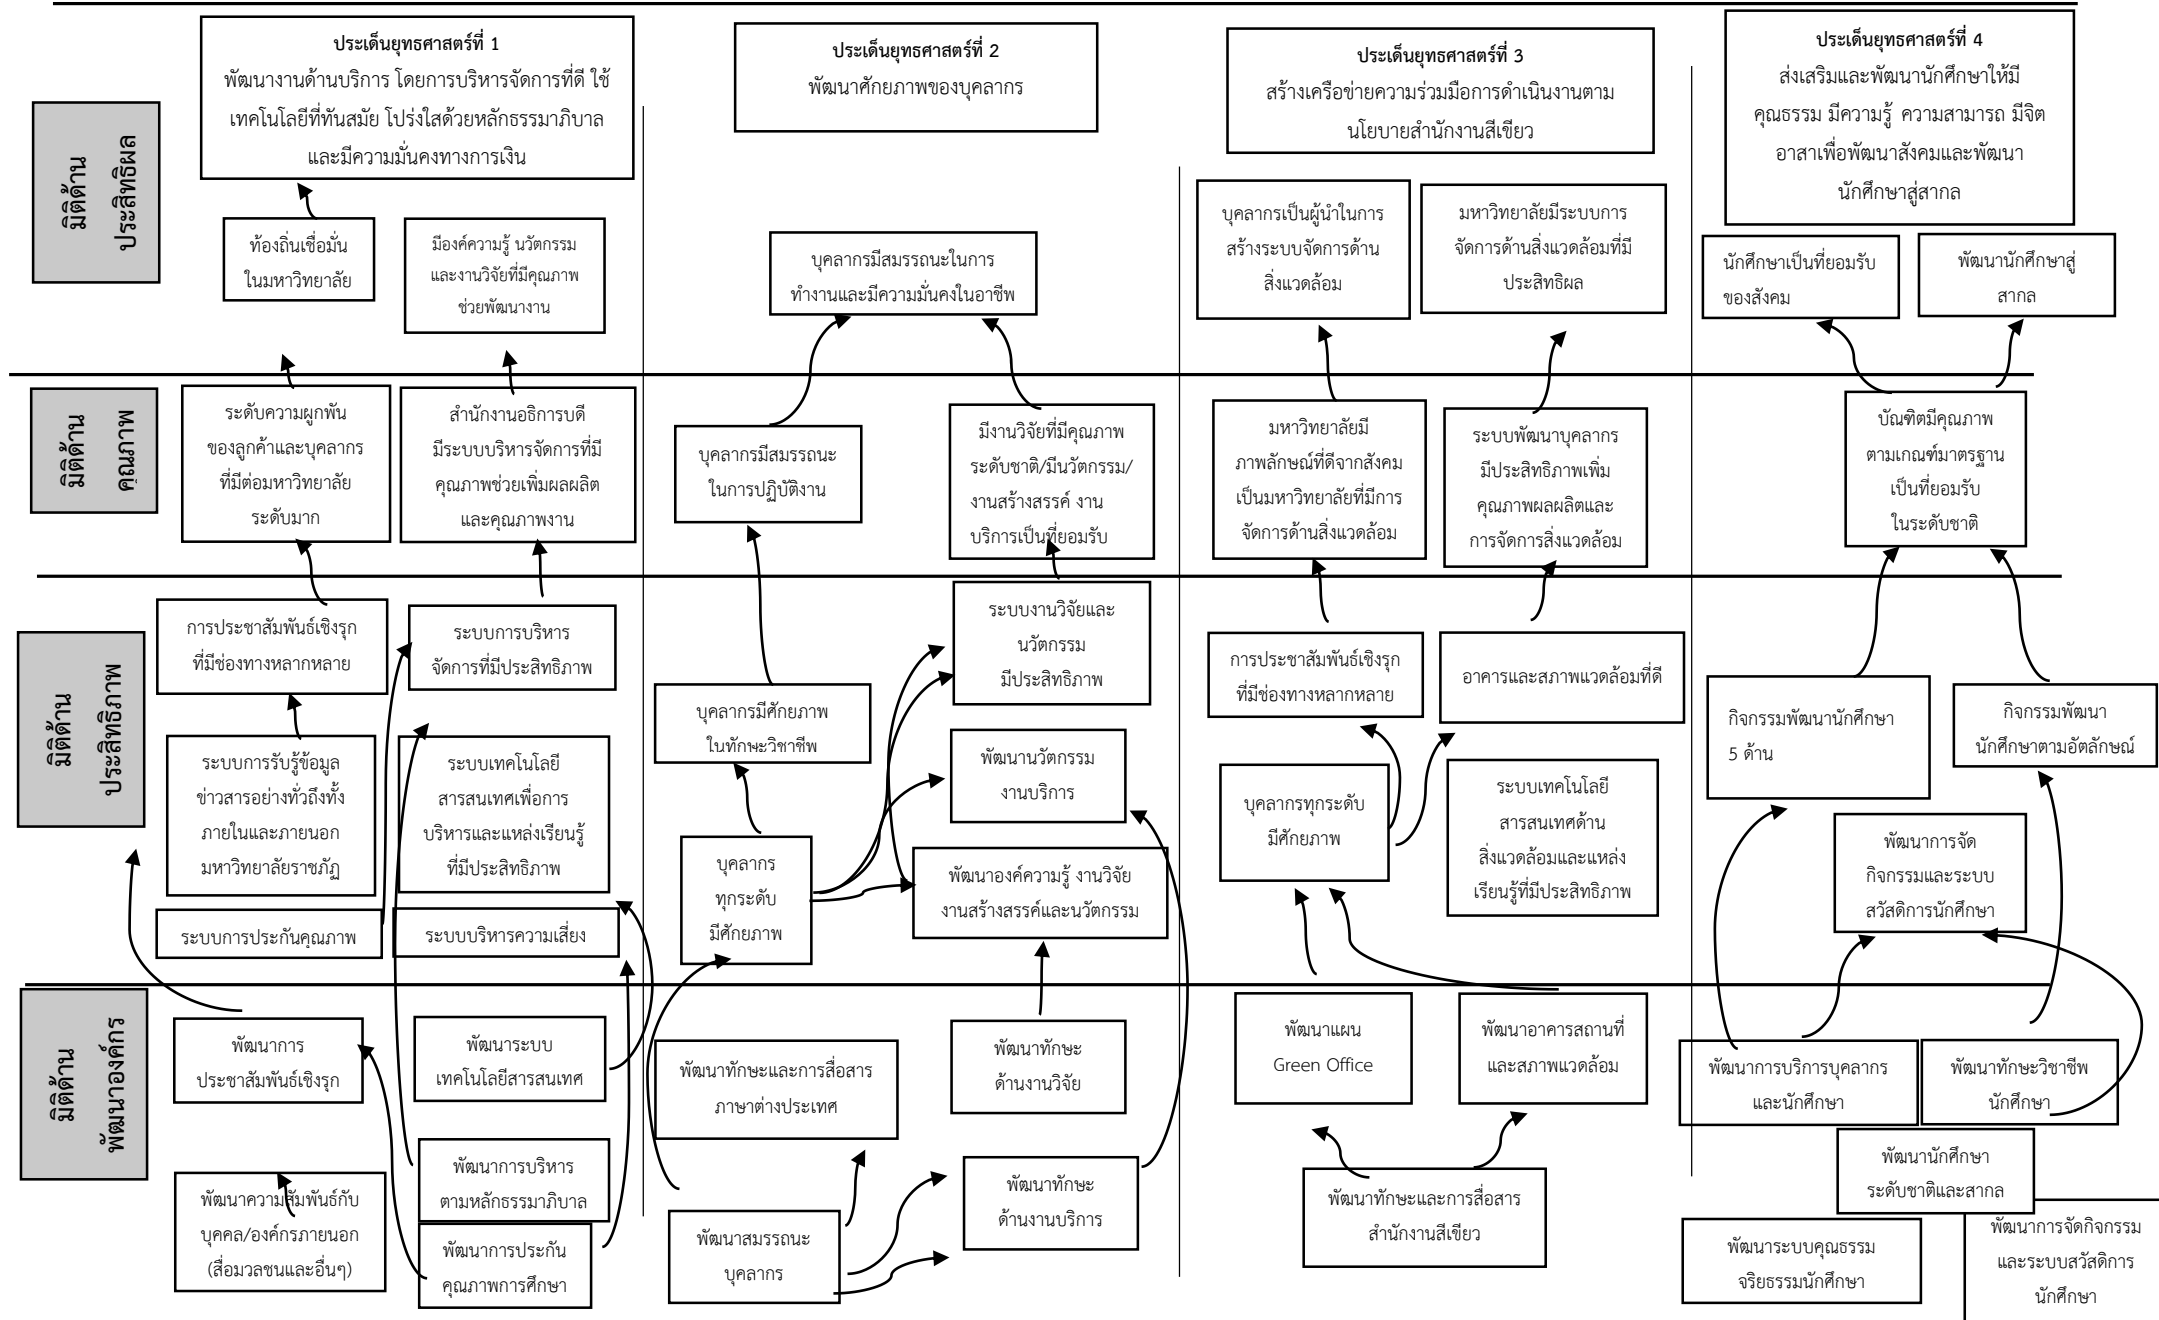 ประเด็นยุทธศาสตร์ที่ 1
พัฒนางานด้านบริการ โดยการบริหารจัดการที่ดี ใช้
เทคโนโลยีที่ทันสมัย โปร่งใสด้วยหลักธรรมาภิบาล
และมีความมั่นคงทางการเงิน
ประเด็นยุทธศาสตร์ที่ 2
พัฒนาศักยภาพของบุคลากร
ประเด็นยุทธศาสตร์ที่ 3
สร้างเครือข่ายความร่วมมือการดำเนินงานตาม
นโยบายสำนักงานสีเขียว
ประเด็นยุทธศาสตร์ที่ 4
ส่งเสริมและพัฒนานักศึกษาให้มี
คุณธรรม มีความรู้ ความสามารถ มีจิต
อาสาเพื่อพัฒนาสังคมและพัฒนา
นักศึกษาสู่สากล
มิติด้าน
ประสิทธิผล
ท้องถิ่นเชื่อมั่น
ในมหาวิทยาลัย
มีองค์ความรู้ นวัตกรรม
และงานวิจัยที่มีคุณภาพ
ช่วยพัฒนางาน
บุคลากรมีสมรรถนะในการ
ทำงานและมีความมั่นคงในอาชีพ
บุคลากรเป็นผู้นำในการ
สร้างระบบจัดการด้าน
สิ่งแวดล้อม
มหาวิทยาลัยมีระบบการ
จัดการด้านสิ่งแวดล้อมที่มี
ประสิทธิผล
นักศึกษาเป็นที่ยอมรับ
ของสังคม
พัฒนานักศึกษาสู่
สากล
มิติด้าน
คุณภาพ
ระดับความผูกพัน
ของลูกค้าและบุคลากร
ที่มีต่อมหาวิทยาลัย
ระดับมาก
สำนักงานอธิการบดี
มีระบบบริหารจัดการที่มี
คุณภาพช่วยเพิ่มผลผลิต
และคุณภาพงาน
บุคลากรมีสมรรถนะ
ในการปฏิบัติงาน
มีงานวิจัยที่มีคุณภาพ
ระดับชาติ/มีนวัตกรรม/
งานสร้างสรรค์ งาน
บริการเป็นที่ยอมรับ
มหาวิทยาลัยมี
ภาพลักษณ์ที่ดีจากสังคม
เป็นมหาวิทยาลัยที่มีการ
จัดการด้านสิ่งแวดล้อม
ระบบพัฒนาบุคลากร
มีประสิทธิภาพเพิ่ม
คุณภาพผลผลิตและ
การจัดการสิ่งแวดล้อม
บัณฑิตมีคุณภาพ
ตามเกณฑ์มาตรฐาน
เป็นที่ยอมรับ
ในระดับชาติ
มิติด้าน
ประสิทธิภาพ
การประชาสัมพันธ์เชิงรุก
ที่มีช่องทางหลากหลาย
ระบบการบริหาร
จัดการที่มีประสิทธิภาพ
ระบบการรับรู้ข้อมูล
ข่าวสารอย่างทั่วถึงทั้ง
ภายในและภายนอก
มหาวิทยาลัยราชภัฏ
ระบบเทคโนโลยี
สารสนเทศเพื่อการ
บริหารและแหล่งเรียนรู้
ที่มีประสิทธิภาพ
ระบบการประกันคุณภาพ
ระบบบริหารความเสี่ยง
บุคลากรมีศักยภาพ
ในทักษะวิชาชีพ
บุคลากร
ทุกระดับ
มีศักยภาพ
ระบบงานวิจัยและ
นวัตกรรม
มีประสิทธิภาพ
พัฒนานวัตกรรม
งานบริการ
พัฒนาองค์ความรู้ งานวิจัย
งานสร้างสรรค์และนวัตกรรม
การประชาสัมพันธ์เชิงรุก
ที่มีช่องทางหลากหลาย
อาคารและสภาพแวดล้อมที่ดี
บุคลากรทุกระดับ
มีศักยภาพ
ระบบเทคโนโลยี
สารสนเทศด้าน
สิ่งแวดล้อมและแหล่ง
เรียนรู้ที่มีประสิทธิภาพ
กิจกรรมพัฒนานักศึกษา
5 ด้าน
กิจกรรมพัฒนา
นักศึกษาตามอัตลักษณ์
พัฒนาการจัด
กิจกรรมและระบบ
สวัสดิการนักศึกษา
มิติด้าน
พัฒนาองค์กร
พัฒนาการ
ประชาสัมพันธ์เชิงรุก
พัฒนาระบบ
เทคโนโลยีสารสนเทศ
พัฒนาการบริหาร
ตามหลักธรรมาภิบาล
พัฒนาความสัมพันธ์กับ
บุคคล/องค์กรภายนอก
(สื่อมวลชนและอื่นๆ)
พัฒนาการประกัน
คุณภาพการศึกษา
พัฒนาทักษะและการสื่อสาร
ภาษาต่างประเทศ
พัฒนาทักษะ
ด้านงานวิจัย
พัฒนาทักษะ
ด้านงานบริการ
พัฒนาสมรรถนะ
บุคลากร
พัฒนาแผน
Green Office
พัฒนาอาคารสถานที่
และสภาพแวดล้อม
พัฒนาทักษะและการสื่อสาร
สำนักงานสีเขียว
พัฒนาการบริการบุคลากร
และนักศึกษา
พัฒนาทักษะวิชาชีพ
นักศึกษา
พัฒนานักศึกษา
ระดับชาติและสากล
พัฒนาระบบคุณธรรม
จริยธรรมนักศึกษา
พัฒนาการจัดกิจกรรม
และระบบสวัสดิการ
นักศึกษา